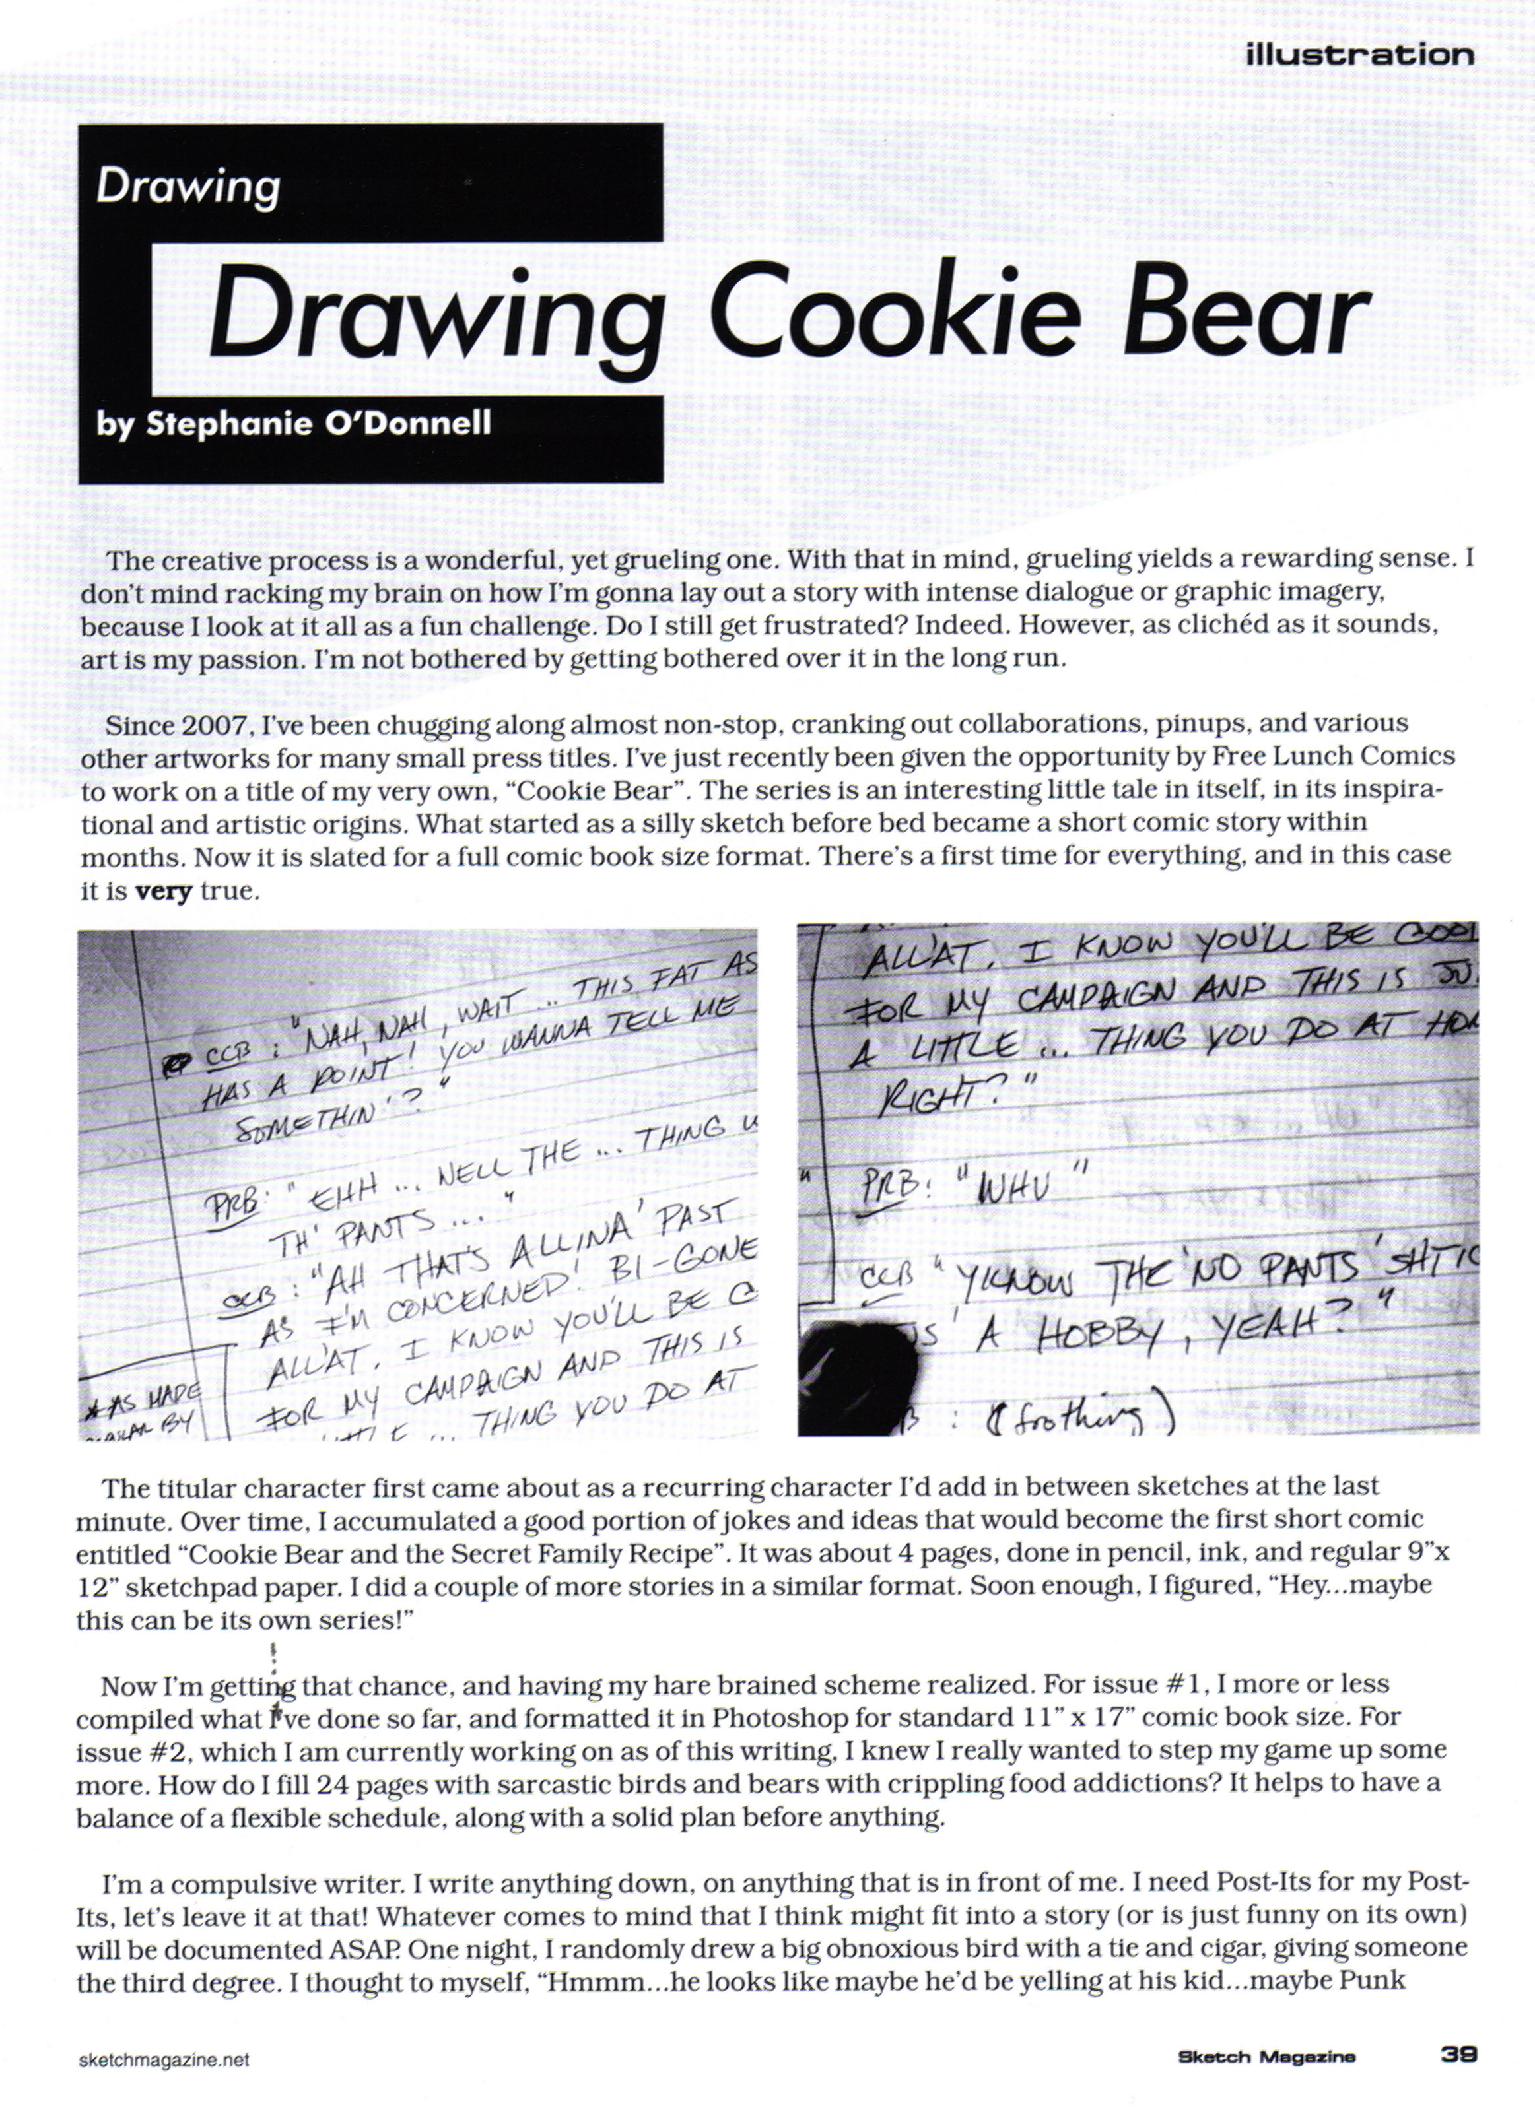 illustration
Drawing
Drawing Cookie Bear
by Stephanie O'Donnell
The creative process is a wonderful, yet grueling one. With that in mind, grueling yields a rewarding sense. I
don't mind racking my brain on how I'm gonna lay out a story with intense dialogue or graphic imagery,
because I look at it all as a fun challenge. Do I still get frustrated? Indeed. However, as clichéd as it sounds,
art is my passion. I'm not bothered by getting bothered over it in the long run.
Since 2007, I've been chugging along almost non-stop, cranking out collaborations, pinups, and various
other artworks for many small press titles. I've just recently been given the opportunity by Free Lunch Comics
to work on a title of my very own, “Cookie Bear”. The series is an interesting little tale in itself, in its inspira-
tional and artistic origins. What started as a silly sketch before bed became a short comic story within
months. Now it is slated for a full comic book size format. There's a first time for everything, and in this case
it is very true.
CCB : "NAH, NAH, WAIT ... THIS FAT AS
HAS A POINT! YOU WANNA TELL ME
SOMETHIN'?"
PRB: "EHH ... NELL THE ... THING
TH' PANTS ..."
CCB : "AH THAT'S ALLINA' PAST
AS I'M CONCERNED! BI-GONE
ALL'AT. I KNOW YOU'LL BE
FOR MY CAMPAIGN AND THIS IS
... THING YOU DO AT
* AS MADE
BY
ALL'AT. I KNOW YOU'LL BE GOOD
FOR MY CAMPAIGN AND THIS IS JU
A LITTLE ... THING YOU DO AT HOM
RIGHT?"
PRB: "WHU"
CCB "Y'KNOW THE 'NO PANTS' SHTIC
'A HOBBY, YEAH?"
B : (frothing)
The titular character first came about as a recurring character I'd add in between sketches at the last
minute. Over time, I accumulated a good portion of jokes and ideas that would become the first short comic
entitled “Cookie Bear and the Secret Family Recipe”. It was about 4 pages, done in pencil, ink, and regular 9”x
12” sketchpad paper. I did a couple of more stories in a similar format. Soon enough, I figured, “Hey...maybe
this can be its own series!”
Now I'm getting that chance, and having my hare brained scheme realized. For issue #1, I more or less
compiled what I've done so far, and formatted it in Photoshop for standard 11” x 17” comic book size. For
issue #2, which I am currently working on as of this writing, I knew I really wanted to step my game up some
more. How do I fill 24 pages with sarcastic birds and bears with crippling food addictions? It helps to have a
balance of a flexible schedule, along with a solid plan before anything.
I'm a compulsive writer. I write anything down, on anything that is in front of me. I need Post-Its for my Post-
Its, let's leave it at that! Whatever comes to mind that I think might fit into a story (or is just funny on its own)
will be documented ASAP. One night, I randomly drew a big obnoxious bird with a tie and cigar, giving someone
the third degree. I thought to myself, “Hmmm...he looks like maybe he'd be yelling at his kid...maybe Punk
sketchmagazine.net
Sketch Magazine 39